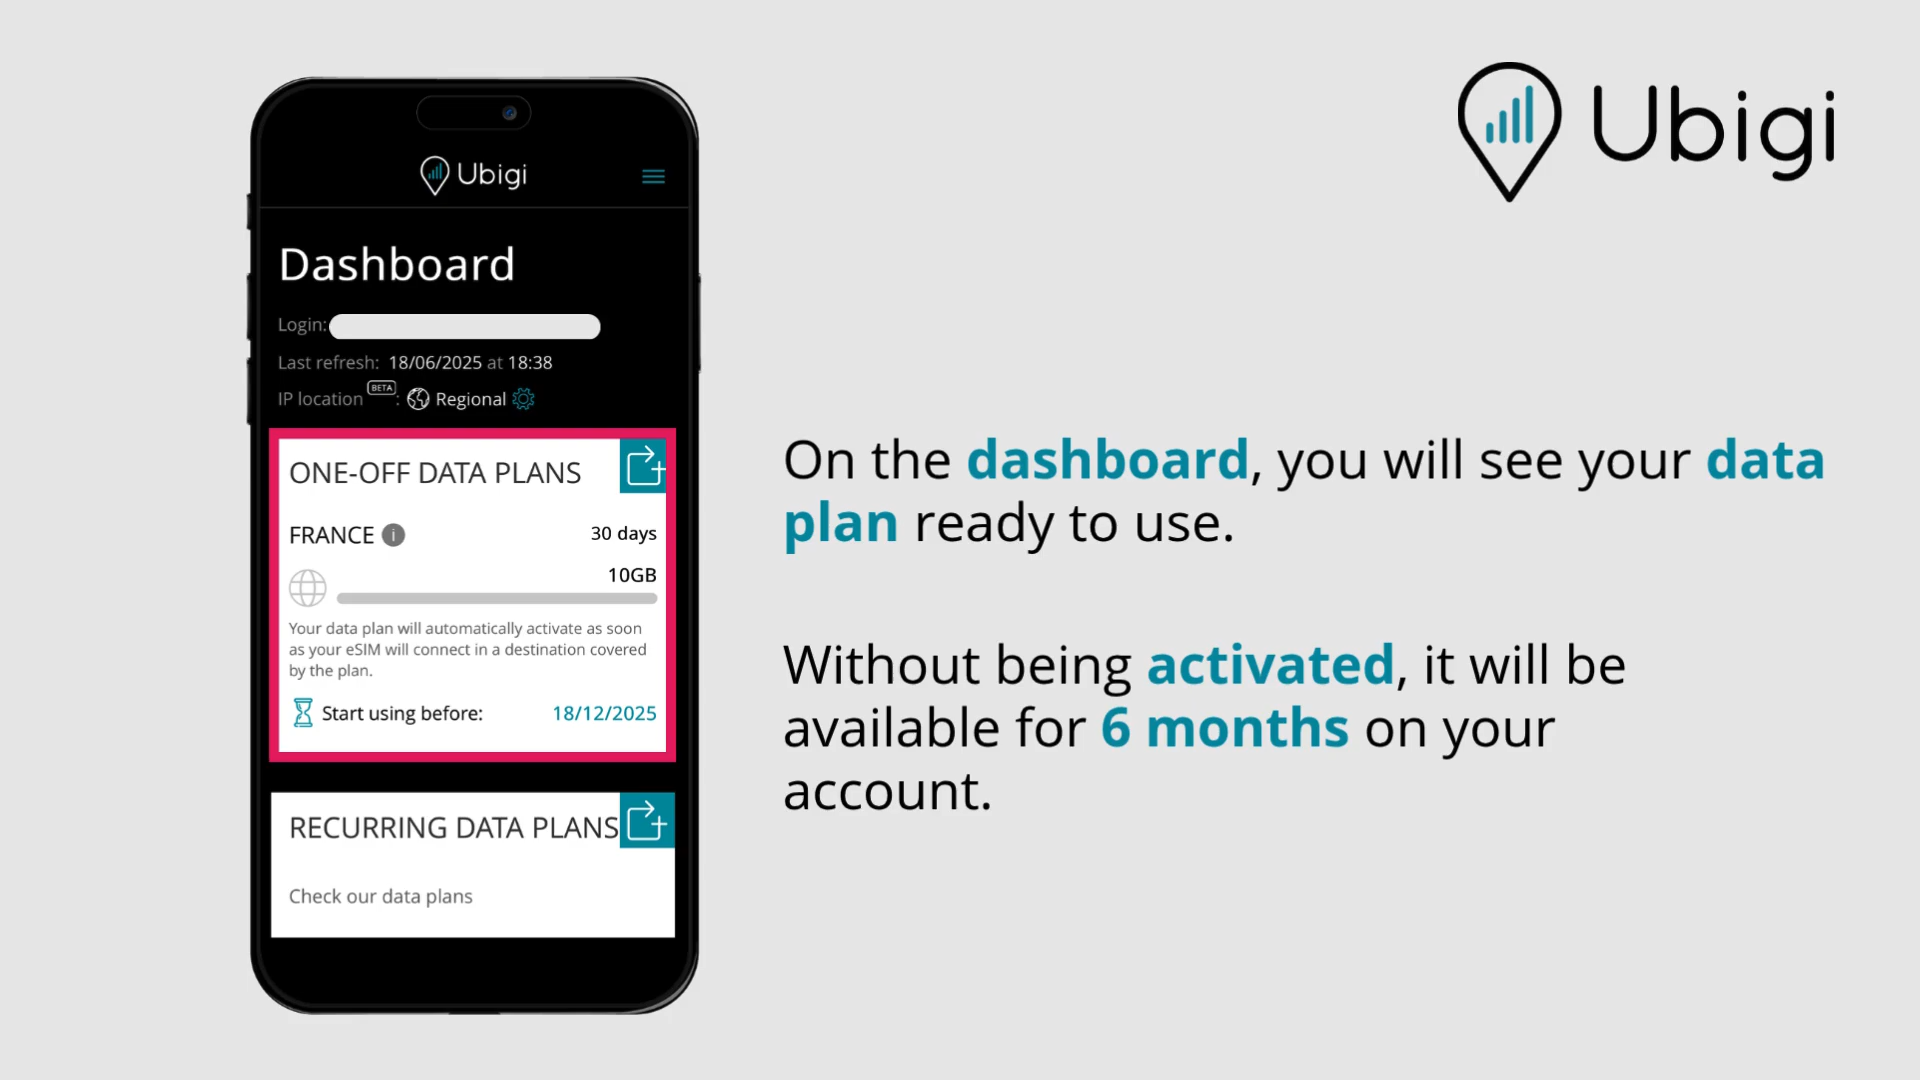 Ubigi
Ubigi
Dashboard
Login:
Last refresh: 18/06/2025 at 18:38
IP location BETA : Regional
ONE-OFF DATA PLANS
FRANCE i 30 days
10GB
Your data plan will automatically activate as soon
as your eSIM will connect in a destination covered
by the plan.
Start using before: 18/12/2025
RECURRING DATA PLANS
Check our data plans
On the dashboard, you will see your data
plan ready to use.
Without being activated, it will be
available for 6 months on your
account.